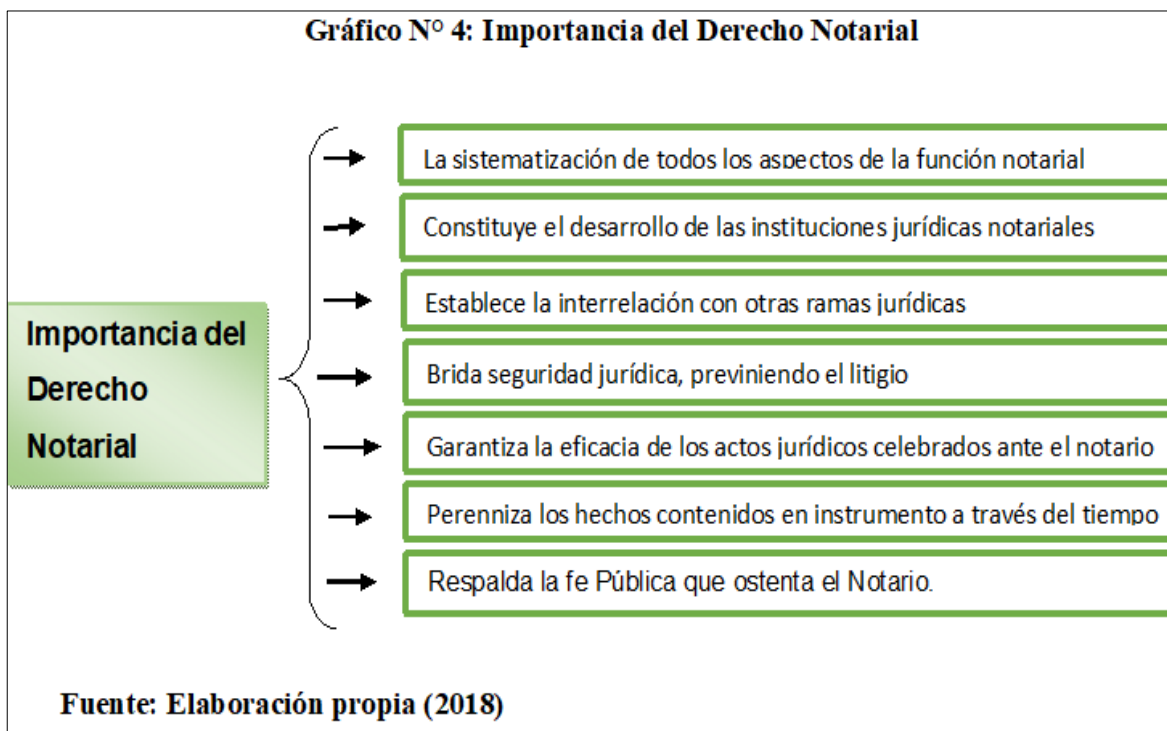 Gráfico N° 4: Importancia del Derecho Notarial
Importancia del
Derecho
Notarial
La sistematización de todos los aspectos de la función notarial
Constituye el desarrollo de las instituciones jurídicas notariales
Establece la interrelación con otras ramas jurídicas
Brida seguridad jurídica, previniendo el litigio
Garantiza la eficacia de los actos jurídicos celebrados ante el notario
Perenniza los hechos contenidos en instrumento a través del tiempo
Respalda la fe Pública que ostenta el Notario.
Fuente: Elaboración propia (2018)